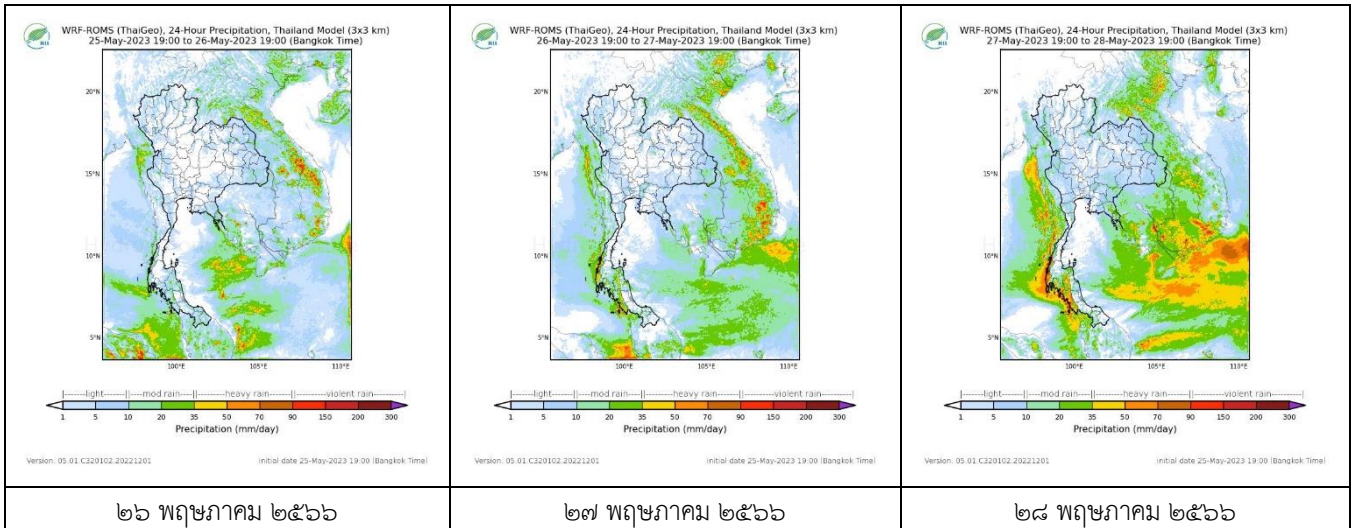 HII
WRF-ROMS (ThaiGeo), 24-Hour Precipitation, Thailand Model (3x3 km)
25-May-2023 19:00 to 26-May-2023 19:00 (Bangkok Time)
20°N
15°N
10°N
5°N
100°E 105°E 110°E
|------light------||---mod rain---||------heavy rain------||------violent rain------|
1 5 10 20 35 50 70 90 150 200 300
Precipitation (mm/day)
Version: 05.01.C320102.20221201 initial date 25-May-2023 19:00 (Bangkok Time)
๒๖ พฤษภาคม ๒๕๖๖
HII
WRF-ROMS (ThaiGeo), 24-Hour Precipitation, Thailand Model (3x3 km)
26-May-2023 19:00 to 27-May-2023 19:00 (Bangkok Time)
20°N
15°N
10°N
5°N
100°E 105°E 110°E
|------light------||---mod rain---||------heavy rain------||------violent rain------|
1 5 10 20 35 50 70 90 150 200 300
Precipitation (mm/day)
Version: 05.01.C320102.20221201 initial date 25-May-2023 19:00 (Bangkok Time)
๒๗ พฤษภาคม ๒๕๖๖
HII
WRF-ROMS (ThaiGeo), 24-Hour Precipitation, Thailand Model (3x3 km)
27-May-2023 19:00 to 28-May-2023 19:00 (Bangkok Time)
20°N
15°N
10°N
5°N
100°E 105°E 110°E
|------light------||---mod rain---||------heavy rain------||------violent rain------|
1 5 10 20 35 50 70 90 150 200 300
Precipitation (mm/day)
Version: 05.01.C320102.20221201 initial date 25-May-2023 19:00 (Bangkok Time)
๒๘ พฤษภาคม ๒๕๖๖